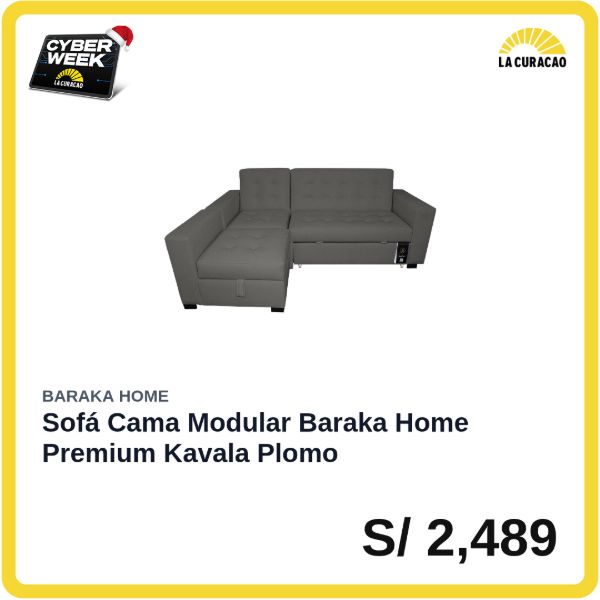 CYBER
WEEK
LA CURACAO
LA CURACAO
BARAKA HOME
Sofá Cama Modular Baraka Home
Premium Kavala Plomo
S/ 2,489